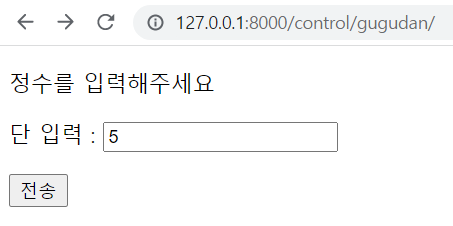 127.0.0.1:8000/control/gugudan/
정수를 입력해주세요
단 입력 : 5
전송